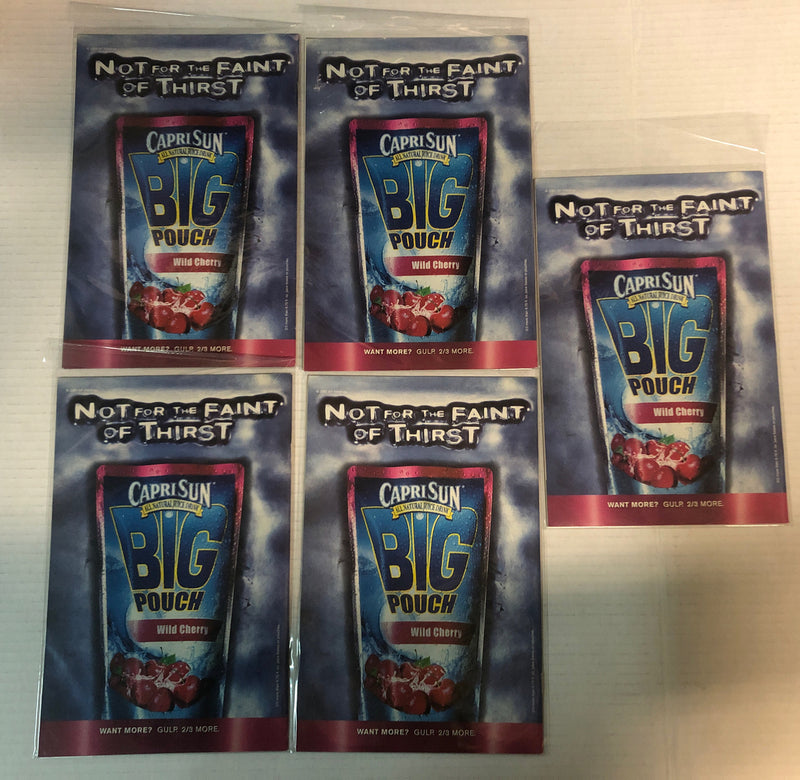 NOT FOR THE FAINT
OF THIRST
CAPRI SUN
ALL NATURAL JUICE DRINK
BIG
POUCH
Wild Cherry
WANT MORE? GULP. 2/3 MORE.
NOT FOR THE FAINT
OF THIRST
CAPRI SUN
ALL NATURAL JUICE DRINK
BIG
POUCH
Wild Cherry
WANT MORE? GULP. 2/3 MORE.
NOT FOR THE FAINT
OF THIRST
CAPRI SUN
ALL NATURAL JUICE DRINK
BIG
POUCH
Wild Cherry
WANT MORE? GULP. 2/3 MORE.
NOT FOR THE FAINT
OF THIRST
CAPRI SUN
ALL NATURAL JUICE DRINK
BIG
POUCH
Wild Cherry
WANT MORE? GULP. 2/3 MORE.
NOT FOR THE FAINT
OF THIRST
CAPRI SUN
ALL NATURAL JUICE DRINK
BIG
POUCH
Wild Cherry
WANT MORE? GULP. 2/3 MORE.